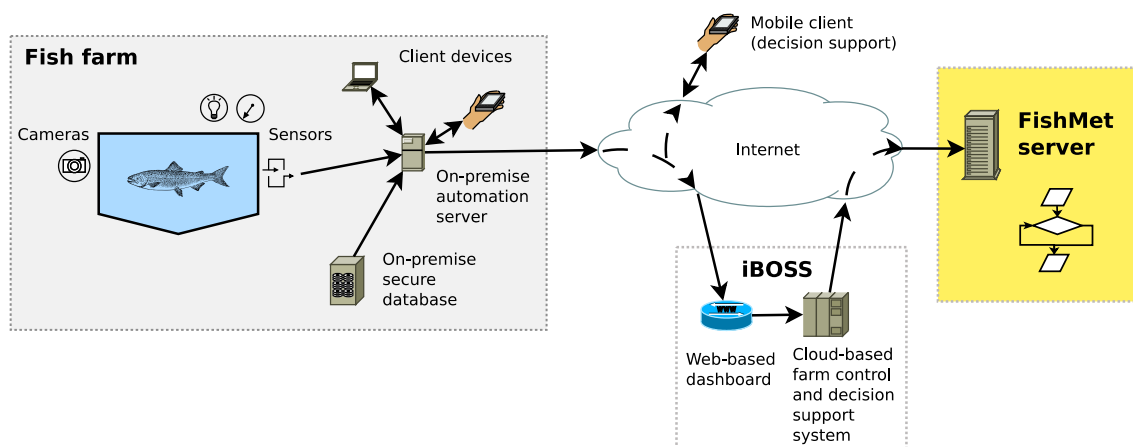 Fish farm
Client devices
Cameras
Sensors
On-premise
automation
server
On-premise
secure
database
Mobile client
(decision support)
Internet
iBOSS
WWW
Web-based
dashboard
Cloud-based
farm control
and decision
support
system
FishMet
server